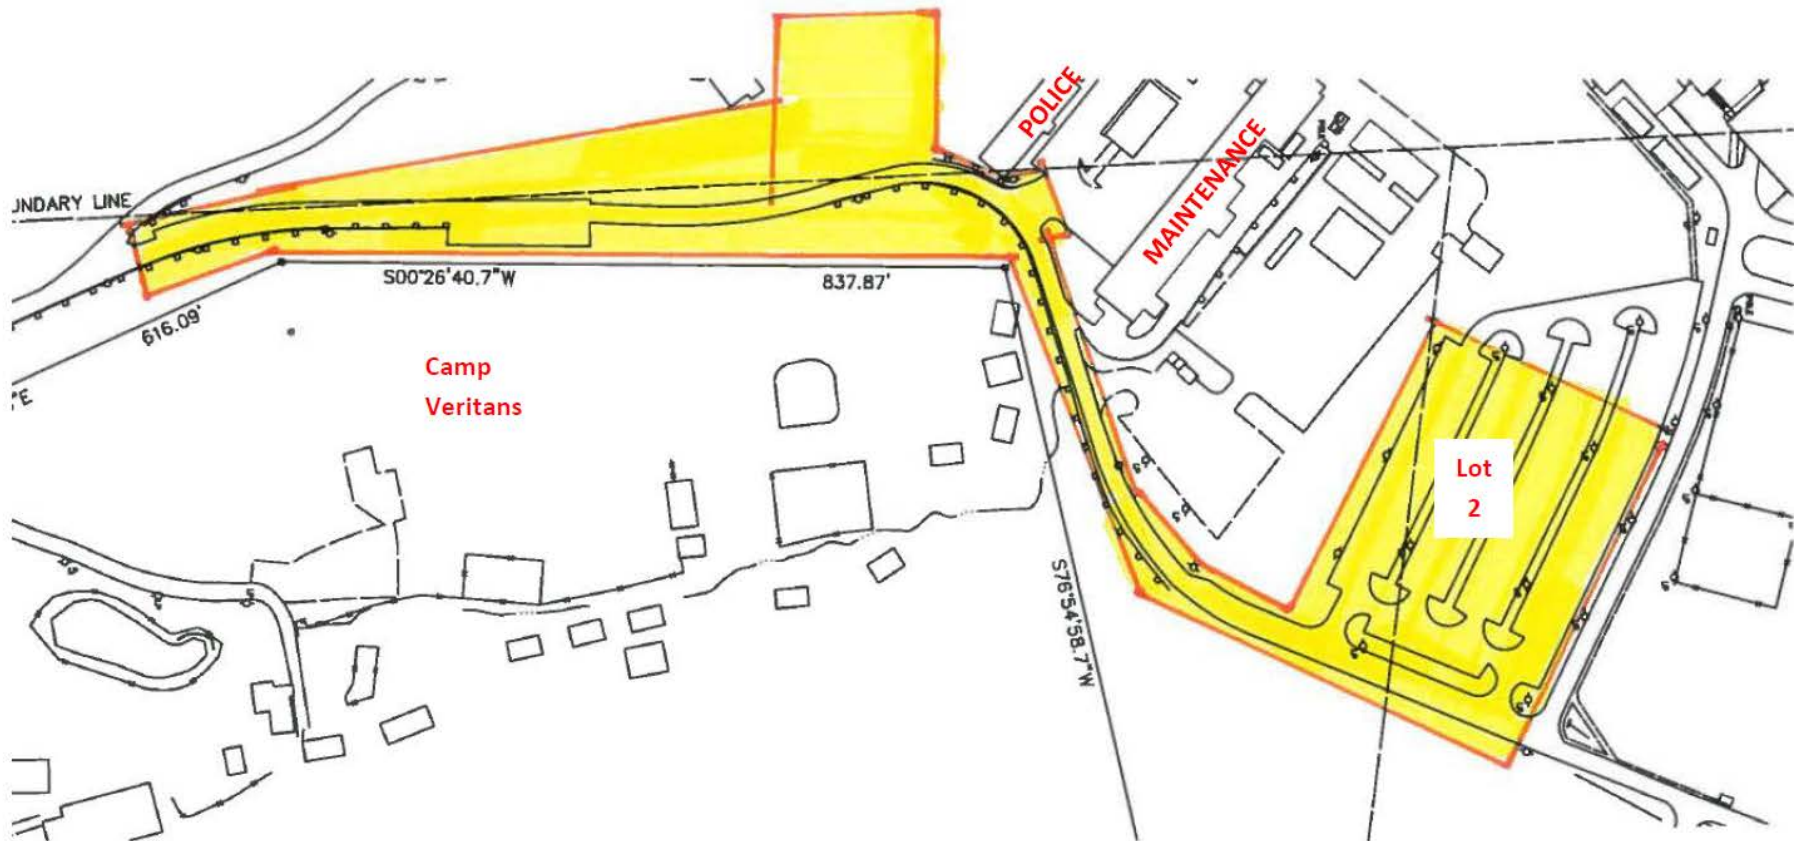 POLICE
MAINTENANCE
UNDARY LINE
S00°26'40.7"W
837.87'
616.09'
"E
Camp
Veritans
Lot
2
S76°54'58.7"W